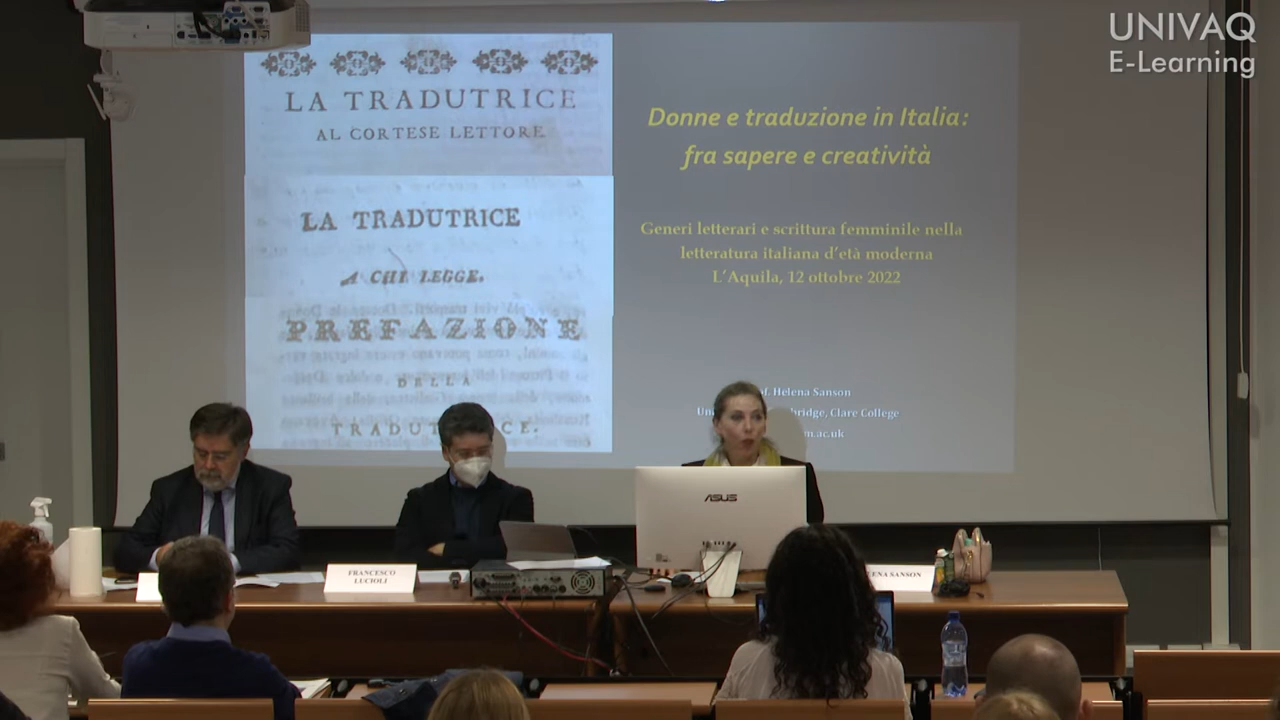 UNIVAQ
E-Learning
LA TRADUTRICE
AL CORTESE LETTORE
LA TRADUTRICE
A CHI LEGGE.
PREFAZIONE
DELLA
Donne e traduzione in Italia:
fra sapere e creatività
Generi letterari e scrittura femminile nella
letteratura italiana d'età moderna
L'Aquila, 12 ottobre 2022
Helena Sanson
Clare College
ASUS
FRANCESCO
LUCIOLI
SANSON